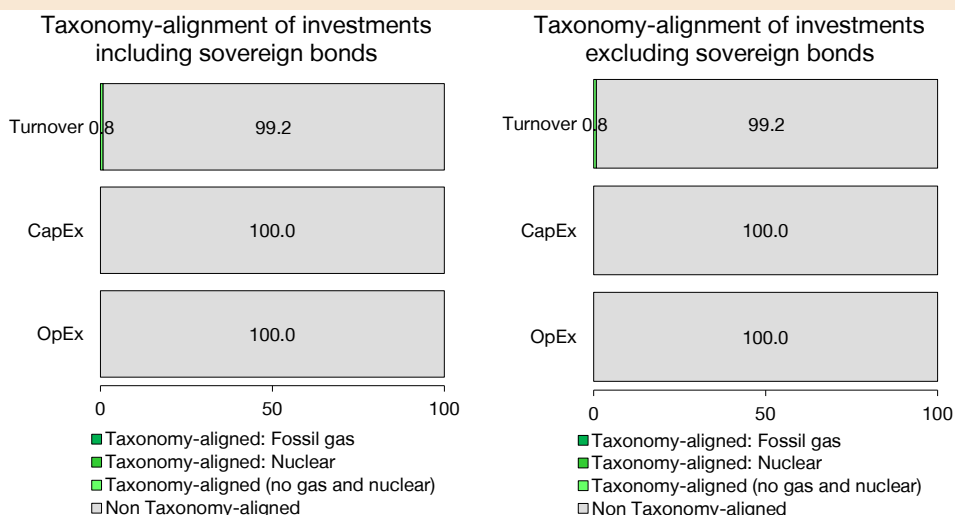 Taxonomy-alignment of investments
including sovereign bonds
Turnover 0.8 99.2
CapEx 100.0
OpEx 100.0
0 50 100
Taxonomy-aligned: Fossil gas
Taxonomy-aligned: Nuclear
Taxonomy-aligned (no gas and nuclear)
Non Taxonomy-aligned
Taxonomy-alignment of investments
excluding sovereign bonds
Turnover 0.8 99.2
CapEx 100.0
OpEx 100.0
0 50 100
Taxonomy-aligned: Fossil gas
Taxonomy-aligned: Nuclear
Taxonomy-aligned (no gas and nuclear)
Non Taxonomy-aligned